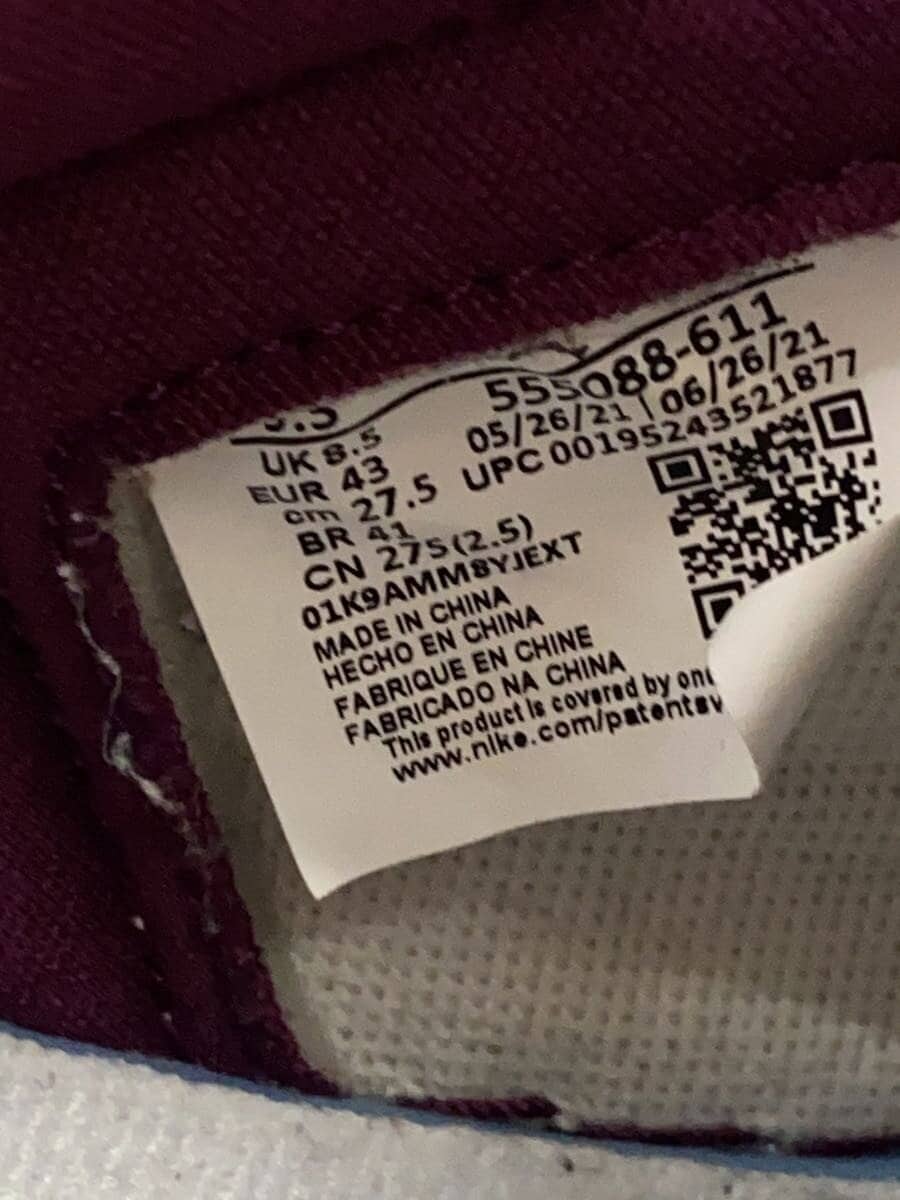 555088-611
05/26/21 \ 06/26/21
UK 8.5
EUR 43
cm 27.5
UPC 00195243521877
BR 41
CN 275(2.5)
01K9AMM8YJEXT
MADE IN CHINA
HECHO EN CHINA
FABRIQUE EN CHINE
FABRICADO NA CHINA
This product is covered by
www.nike.com/patents